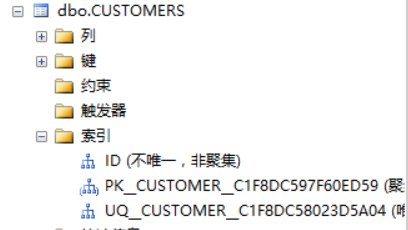 dbo.CUSTOMERS
列
键
约束
触发器
索引
ID (不唯一，非聚集)
PK__CUSTOMER__C1F8DC597F60ED59 (聚
UQ__CUSTOMER__C1F8DC58023D5A04 (唯